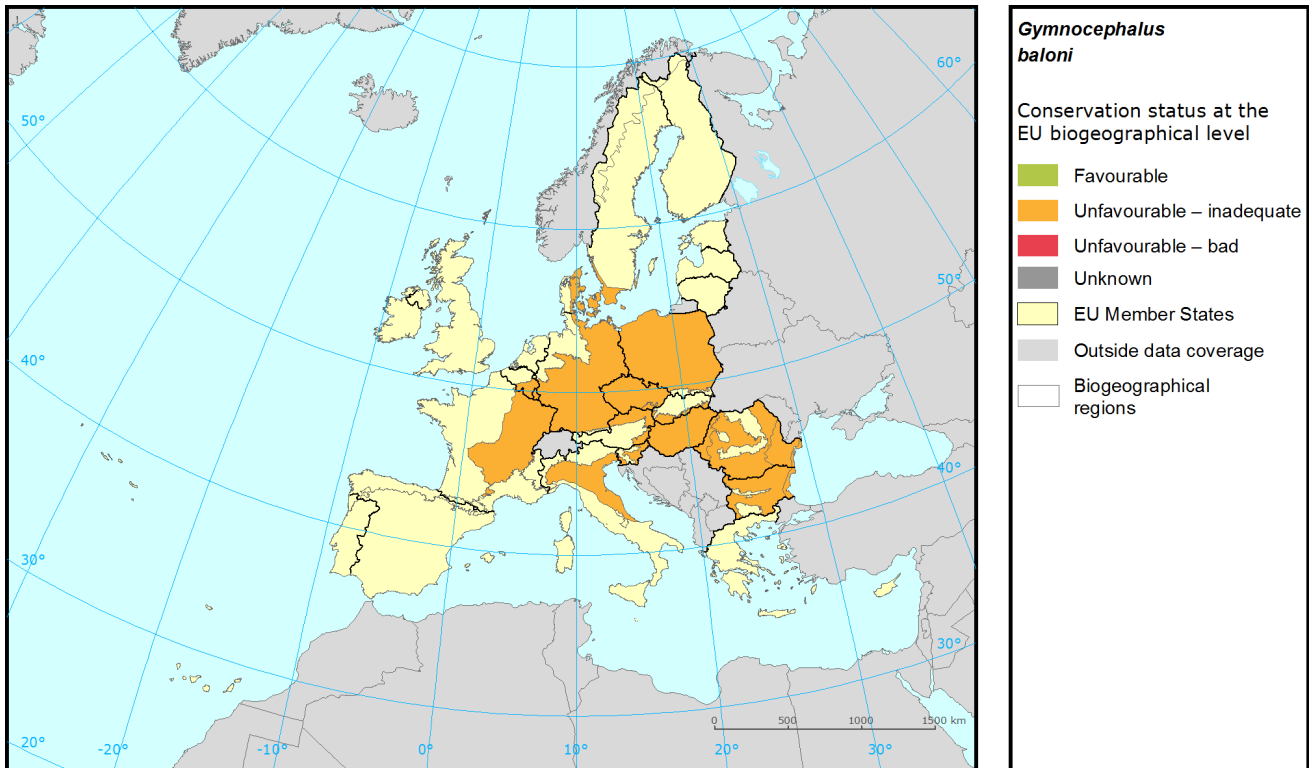 60°
50°
50°
40°
40°
30°
30°
20°
-20°
-10°
0°
10°
20°
30°
0
500
1000
1500 km
Gymnocephalus
baloni
Conservation status at the
EU biogeographical level
Favourable
Unfavourable – inadequate
Unfavourable – bad
Unknown
EU Member States
Outside data coverage
Biogeographical
regions